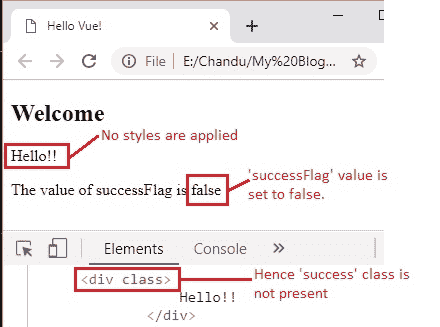 Hello Vue!
File | E:/Chandu/My%20Blog...
Welcome
No styles are applied
Hello!!
The value of successFlag is false
'successFlag' value is
set to false.
Elements Console »
<div class>
Hello!!
</div>
Hence 'success' class is
not present